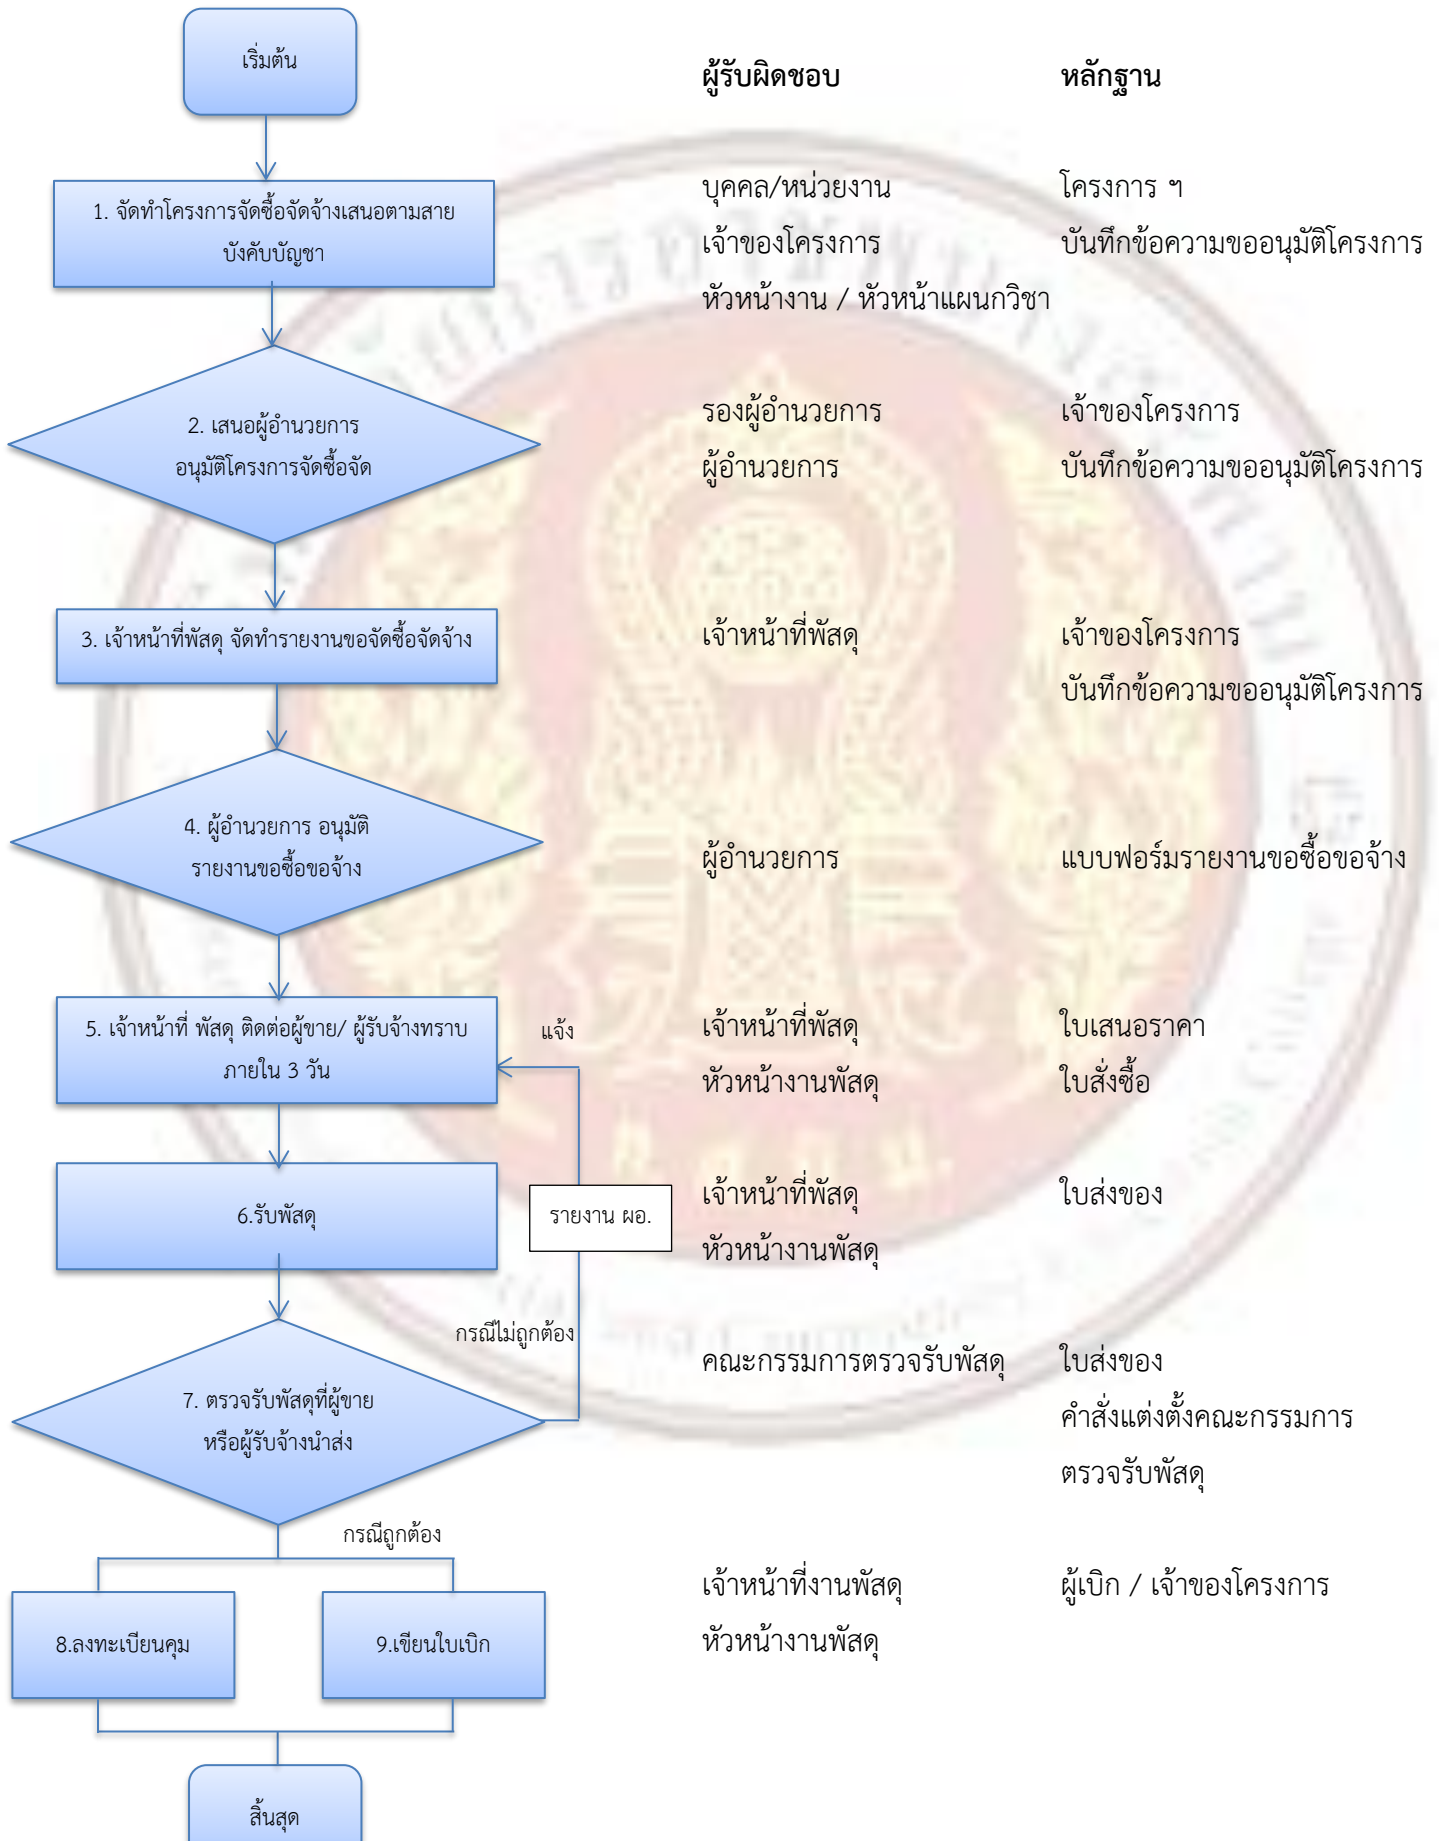 เริ่มต้น
ผู้รับผิดชอบ
หลักฐาน
1. จัดทำโครงการจัดซื้อจัดจ้างเสนอตามสาย
บังคับบัญชา
บุคคล/หน่วยงาน
เจ้าของโครงการ
หัวหน้างาน / หัวหน้าแผนกวิชา
โครงการ ฯ
บันทึกข้อความขออนุมัติโครงการ
2. เสนอผู้อำนวยการ
อนุมัติโครงการจัดซื้อจัด
รองผู้อำนวยการ
ผู้อำนวยการ
เจ้าของโครงการ
บันทึกข้อความขออนุมัติโครงการ
3. เจ้าหน้าที่พัสดุ จัดทำรายงานขอจัดซื้อจัดจ้าง
เจ้าหน้าที่พัสดุ
เจ้าของโครงการ
บันทึกข้อความขออนุมัติโครงการ
4. ผู้อำนวยการ อนุมัติ
รายงานขอซื้อขอจ้าง
ผู้อำนวยการ
แบบฟอร์มรายงานขอซื้อขอจ้าง
5. เจ้าหน้าที่ พัสดุ ติดต่อผู้ขาย/ ผู้รับจ้างทราบ
ภายใน 3 วัน
แจ้ง
เจ้าหน้าที่พัสดุ
หัวหน้างานพัสดุ
ใบเสนอราคา
ใบสั่งซื้อ
6.รับพัสดุ
รายงาน ผอ.
เจ้าหน้าที่พัสดุ
หัวหน้างานพัสดุ
ใบส่งของ
กรณีไม่ถูกต้อง
7. ตรวจรับพัสดุที่ผู้ขาย
หรือผู้รับจ้างนำส่ง
คณะกรรมการตรวจรับพัสดุ
ใบส่งของ
คำสั่งแต่งตั้งคณะกรรมการ
ตรวจรับพัสดุ
กรณีถูกต้อง
8.ลงทะเบียนคุม
9.เขียนใบเบิก
เจ้าหน้าที่งานพัสดุ
หัวหน้างานพัสดุ
ผู้เบิก / เจ้าของโครงการ
สิ้นสุด